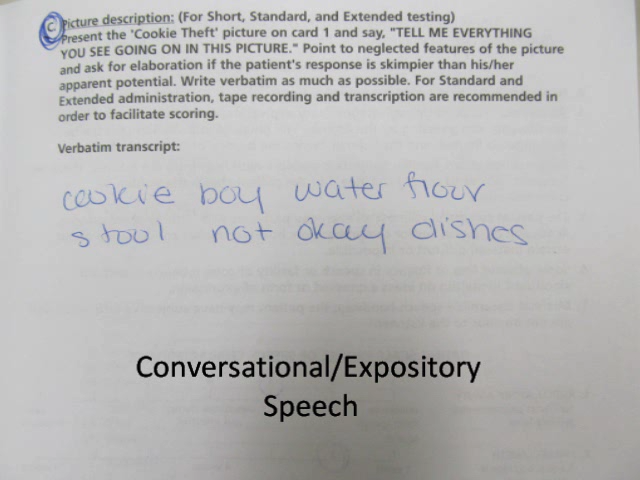 C Picture description: (For Short, Standard, and Extended testing)
Present the 'Cookie Theft' picture on card 1 and say, "TELL ME EVERYTHING
YOU SEE GOING ON IN THIS PICTURE." Point to neglected features of the picture
and ask for elaboration if the patient's response is skimpier than his/her
apparent potential. Write verbatim as much as possible. For Standard and
Extended administration, tape recording and transcription are recommended in
order to facilitate scoring.
Verbatim transcript:
cookie boy water floor
stool not okay dishes
Conversational/Expository
Speech